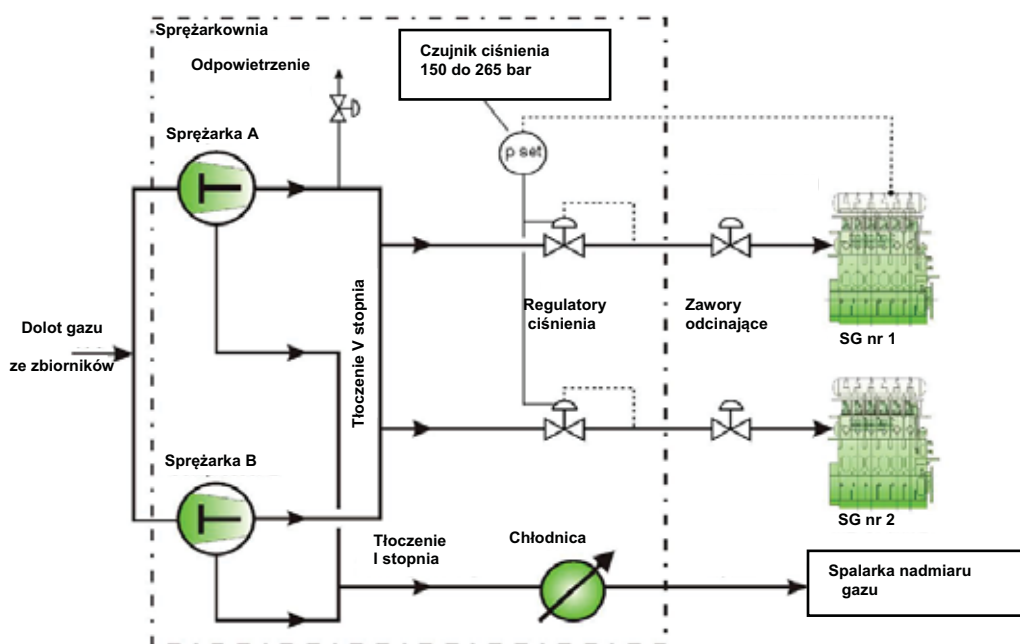 Sprężarkownia
Odpowietrzenie
Czujnik ciśnienia
150 do 265 bar
Sprężarka A
p set
Dolot gazu
ze zbiorników
Tłoczenie V stopnia
Regulatory
ciśnienia
Zawory
odcinające
SG nr 1
Sprężarka B
SG nr 2
Tłoczenie
I stopnia
Chłodnica
Spalarka nadmiaru
gazu